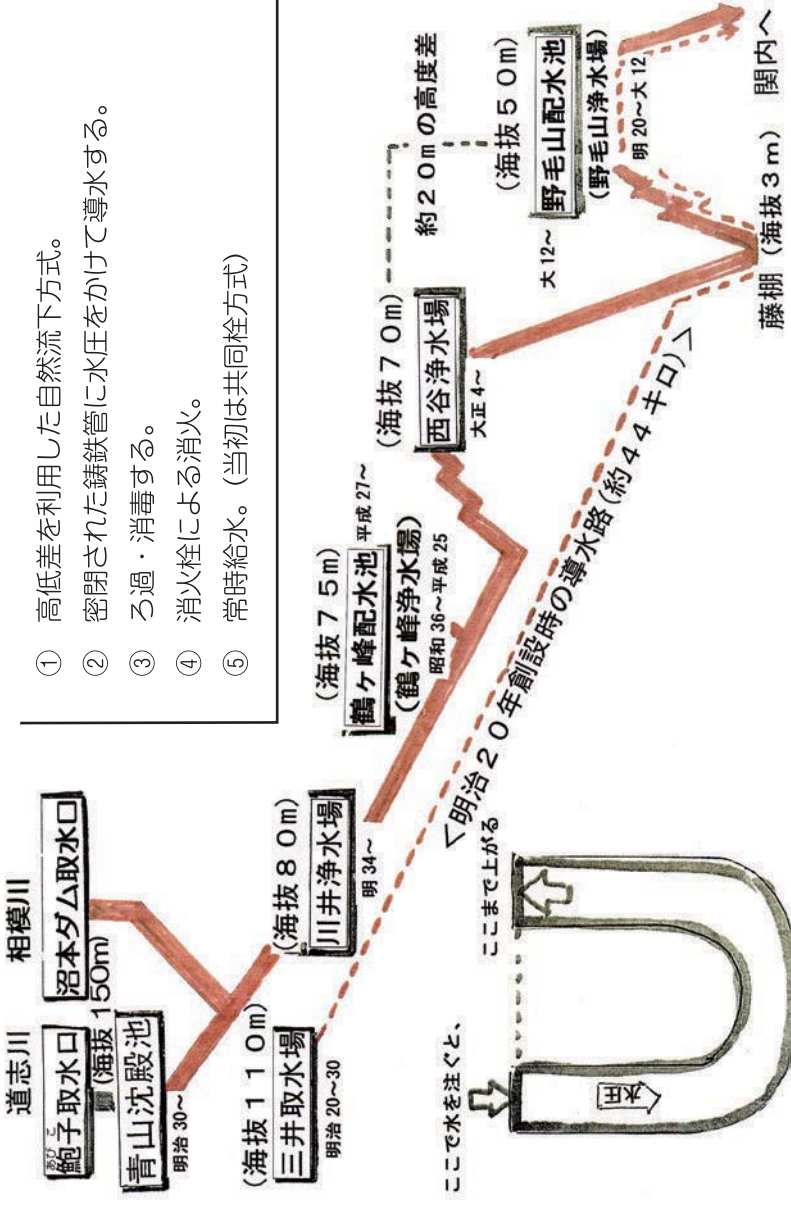 ① 高低差を利用した自然流下方式。
② 密閉された鋳鉄管に水圧をかけて導水する。
③ ろ過・消毒する。
④ 消火栓による消火。
⑤ 常時給水。(当初は共同栓方式)
道志川
あびこ
鮑子取水口
相模川
沼本ダム取水口
(海抜150m)
青山沈殿池
明治30~
(海抜110m)
三井取水場
明治20~30
(海抜80m)
川井浄水場
明34~
(海抜75m)
鶴ヶ峰配水池
平成27~
(鶴ヶ峰浄水場)
昭和36~平成25
(海抜70m)
西谷浄水場
大正4~
約20mの高度差
(海抜50m)
野毛山配水池
(野毛山浄水場)
大12~
明20~大12
藤棚(海抜3m)
関内へ
<明治20年創設時の導水路(約44キロ)>
ここで水を注ぐと、
ここまで上がる
水圧